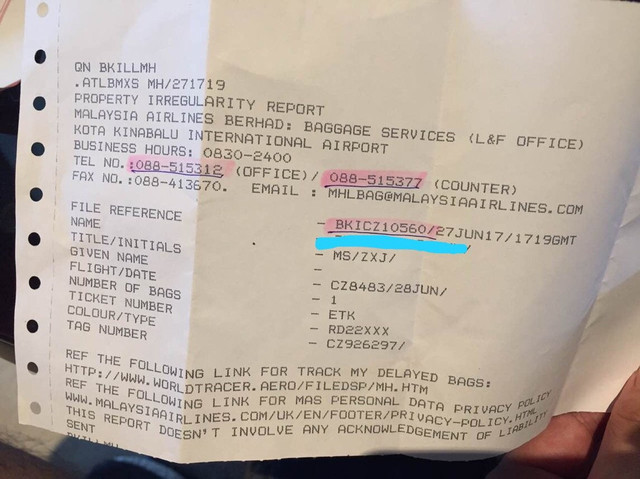 QN BKILLMH
.ATLBMXS MH/271719
PROPERTY IRREGULARITY REPORT
MALAYSIA AIRLINES BERHAD: BAGGAGE SERVICES (L&F OFFICE)
KOTA KINABALU INTERNATIONAL AIRPORT
BUSINESS HOURS: 0830-2400
TEL NO.:088-515312 (OFFICE)/ 088-515377 (COUNTER)
FAX NO.:088-413670. EMAIL : MHLBAG@MALAYSIAAIRLINES.COM
FILE REFERENCE - BKICZ10560/27JUN17/1719GMT
NAME
TITLE/INITIALS - MS/ZXJ/
GIVEN NAME -
FLIGHT/DATE - CZ8483/28JUN/
NUMBER OF BAGS - 1
TICKET NUMBER - ETK
COLOUR/TYPE - RD22XXX
TAG NUMBER - CZ926297/
REF THE FOLLOWING LINK FOR TRACK MY DELAYED BAGS:
HTTP://WWW.WORLDTRACER.AERO/FILEDSP/MH.HTM
REF THE FOLLOWING LINK FOR MAS PERSONAL DATA PRIVACY POLICY
WWW.MALAYSIAAIRLINES.COM/UK/EN/FOOTER/PRIVACY-POLICY.HTML
THIS REPORT DOESN'T INVOLVE ANY ACKNOWLEDGEMENT OF LIABILITY
SENT
BKILLMH